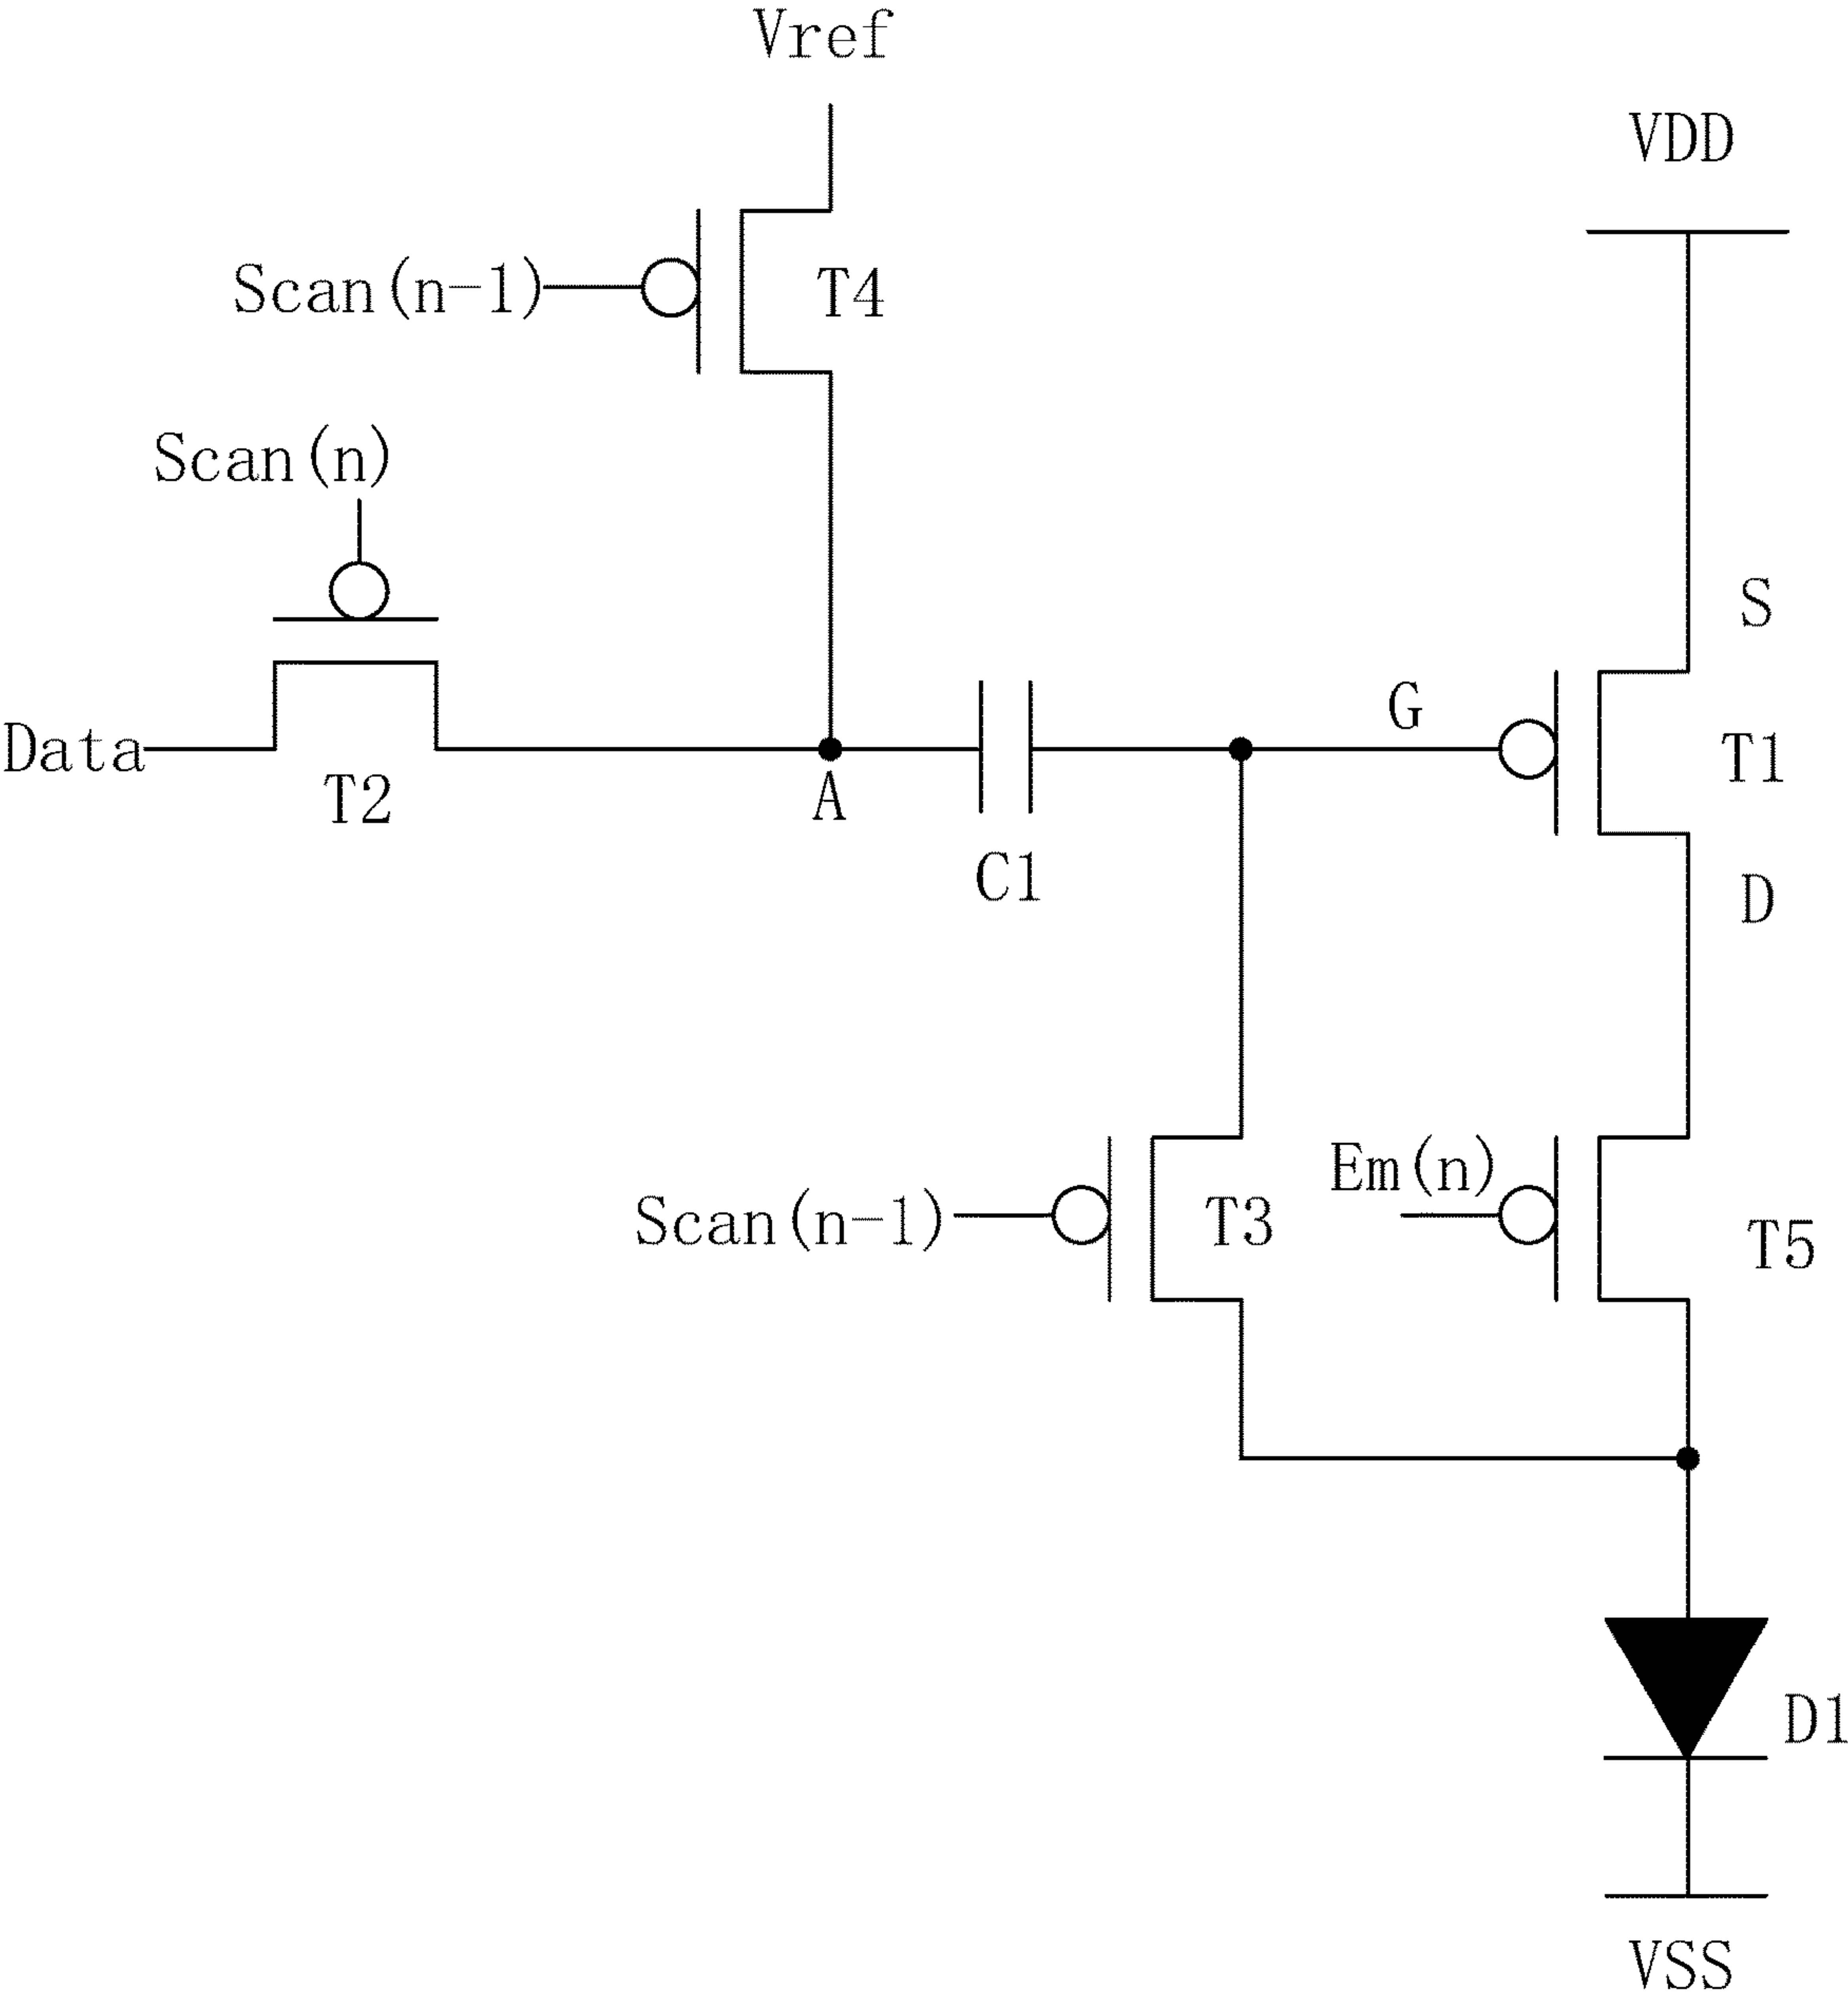 Vref
VDD
Scan(n-1)
T4
Scan(n)
S
G
T1
Data
T2
A
C1
D
Em(n)
Scan(n-1)
T3
T5
D1
VSS